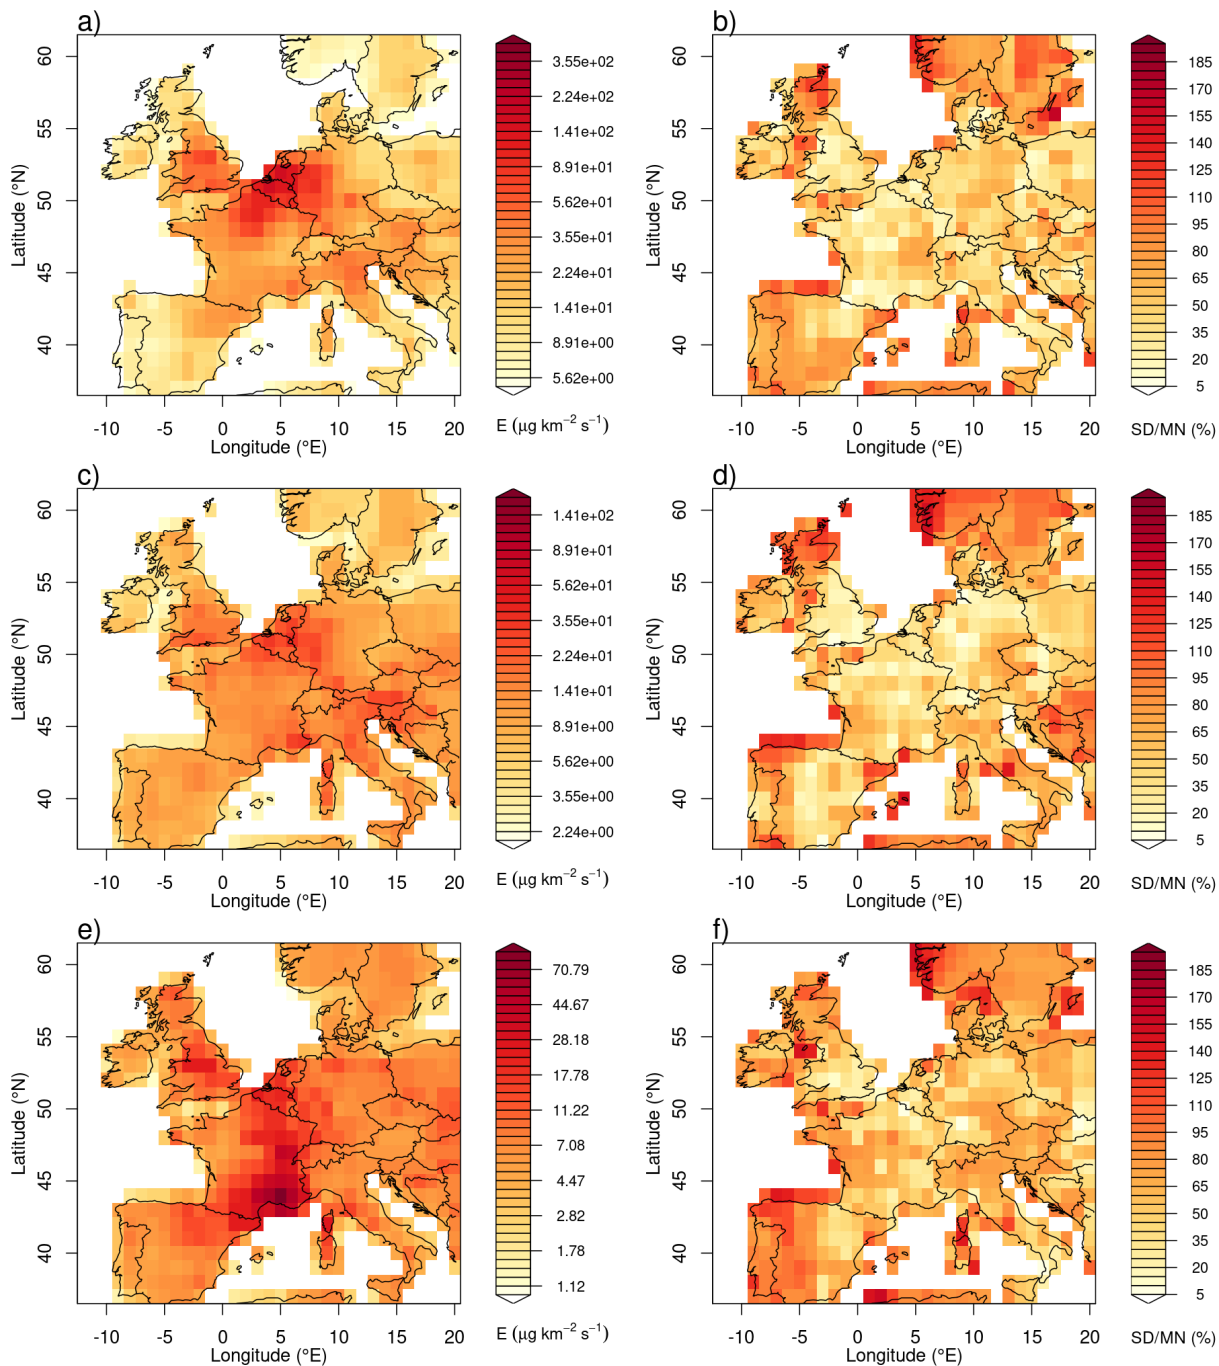 a)
60
55
50
45
40
Latitude (°N)
-10 -5 0 5 10 15 20
Longitude (°E)
3.55e+02
2.24e+02
1.41e+02
8.91e+01
5.62e+01
3.55e+01
2.24e+01
1.41e+01
8.91e+00
5.62e+00
E (μg km−2 s−1)
b)
60
55
50
45
40
Latitude (°N)
-10 -5 0 5 10 15 20
Longitude (°E)
185
170
155
140
125
110
95
80
65
50
35
20
5
SD/MN (%)
c)
60
55
50
45
40
Latitude (°N)
-10 -5 0 5 10 15 20
Longitude (°E)
1.41e+02
8.91e+01
5.62e+01
3.55e+01
2.24e+01
1.41e+01
8.91e+00
5.62e+00
3.55e+00
2.24e+00
E (μg km−2 s−1)
d)
60
55
50
45
40
Latitude (°N)
-10 -5 0 5 10 15 20
Longitude (°E)
185
170
155
140
125
110
95
80
65
50
35
20
5
SD/MN (%)
e)
60
55
50
45
40
Latitude (°N)
-10 -5 0 5 10 15 20
Longitude (°E)
70.79
44.67
28.18
17.78
11.22
7.08
4.47
2.82
1.78
1.12
E (μg km−2 s−1)
f)
60
55
50
45
40
Latitude (°N)
-10 -5 0 5 10 15 20
Longitude (°E)
185
170
155
140
125
110
95
80
65
50
35
20
5
SD/MN (%)